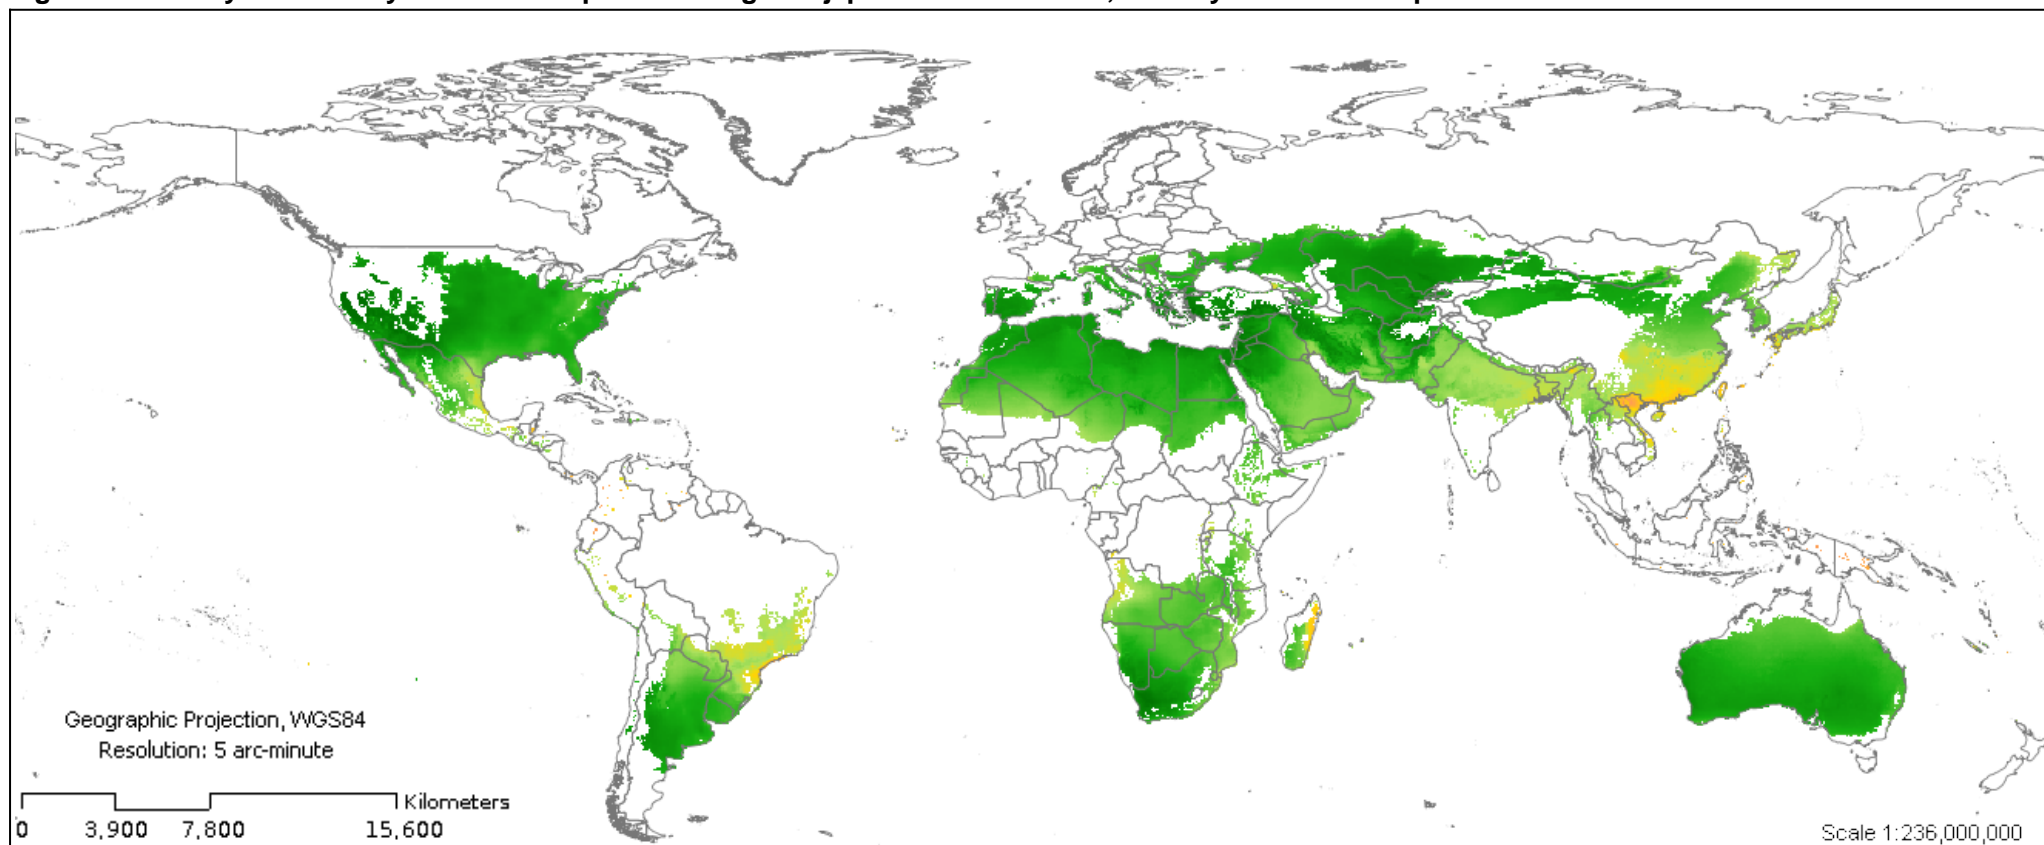 Geographic Projection, WGS84
Resolution: 5 arc-minute
Kilometers
0 3,900 7,800 15,600
Scale 1:236,000,000